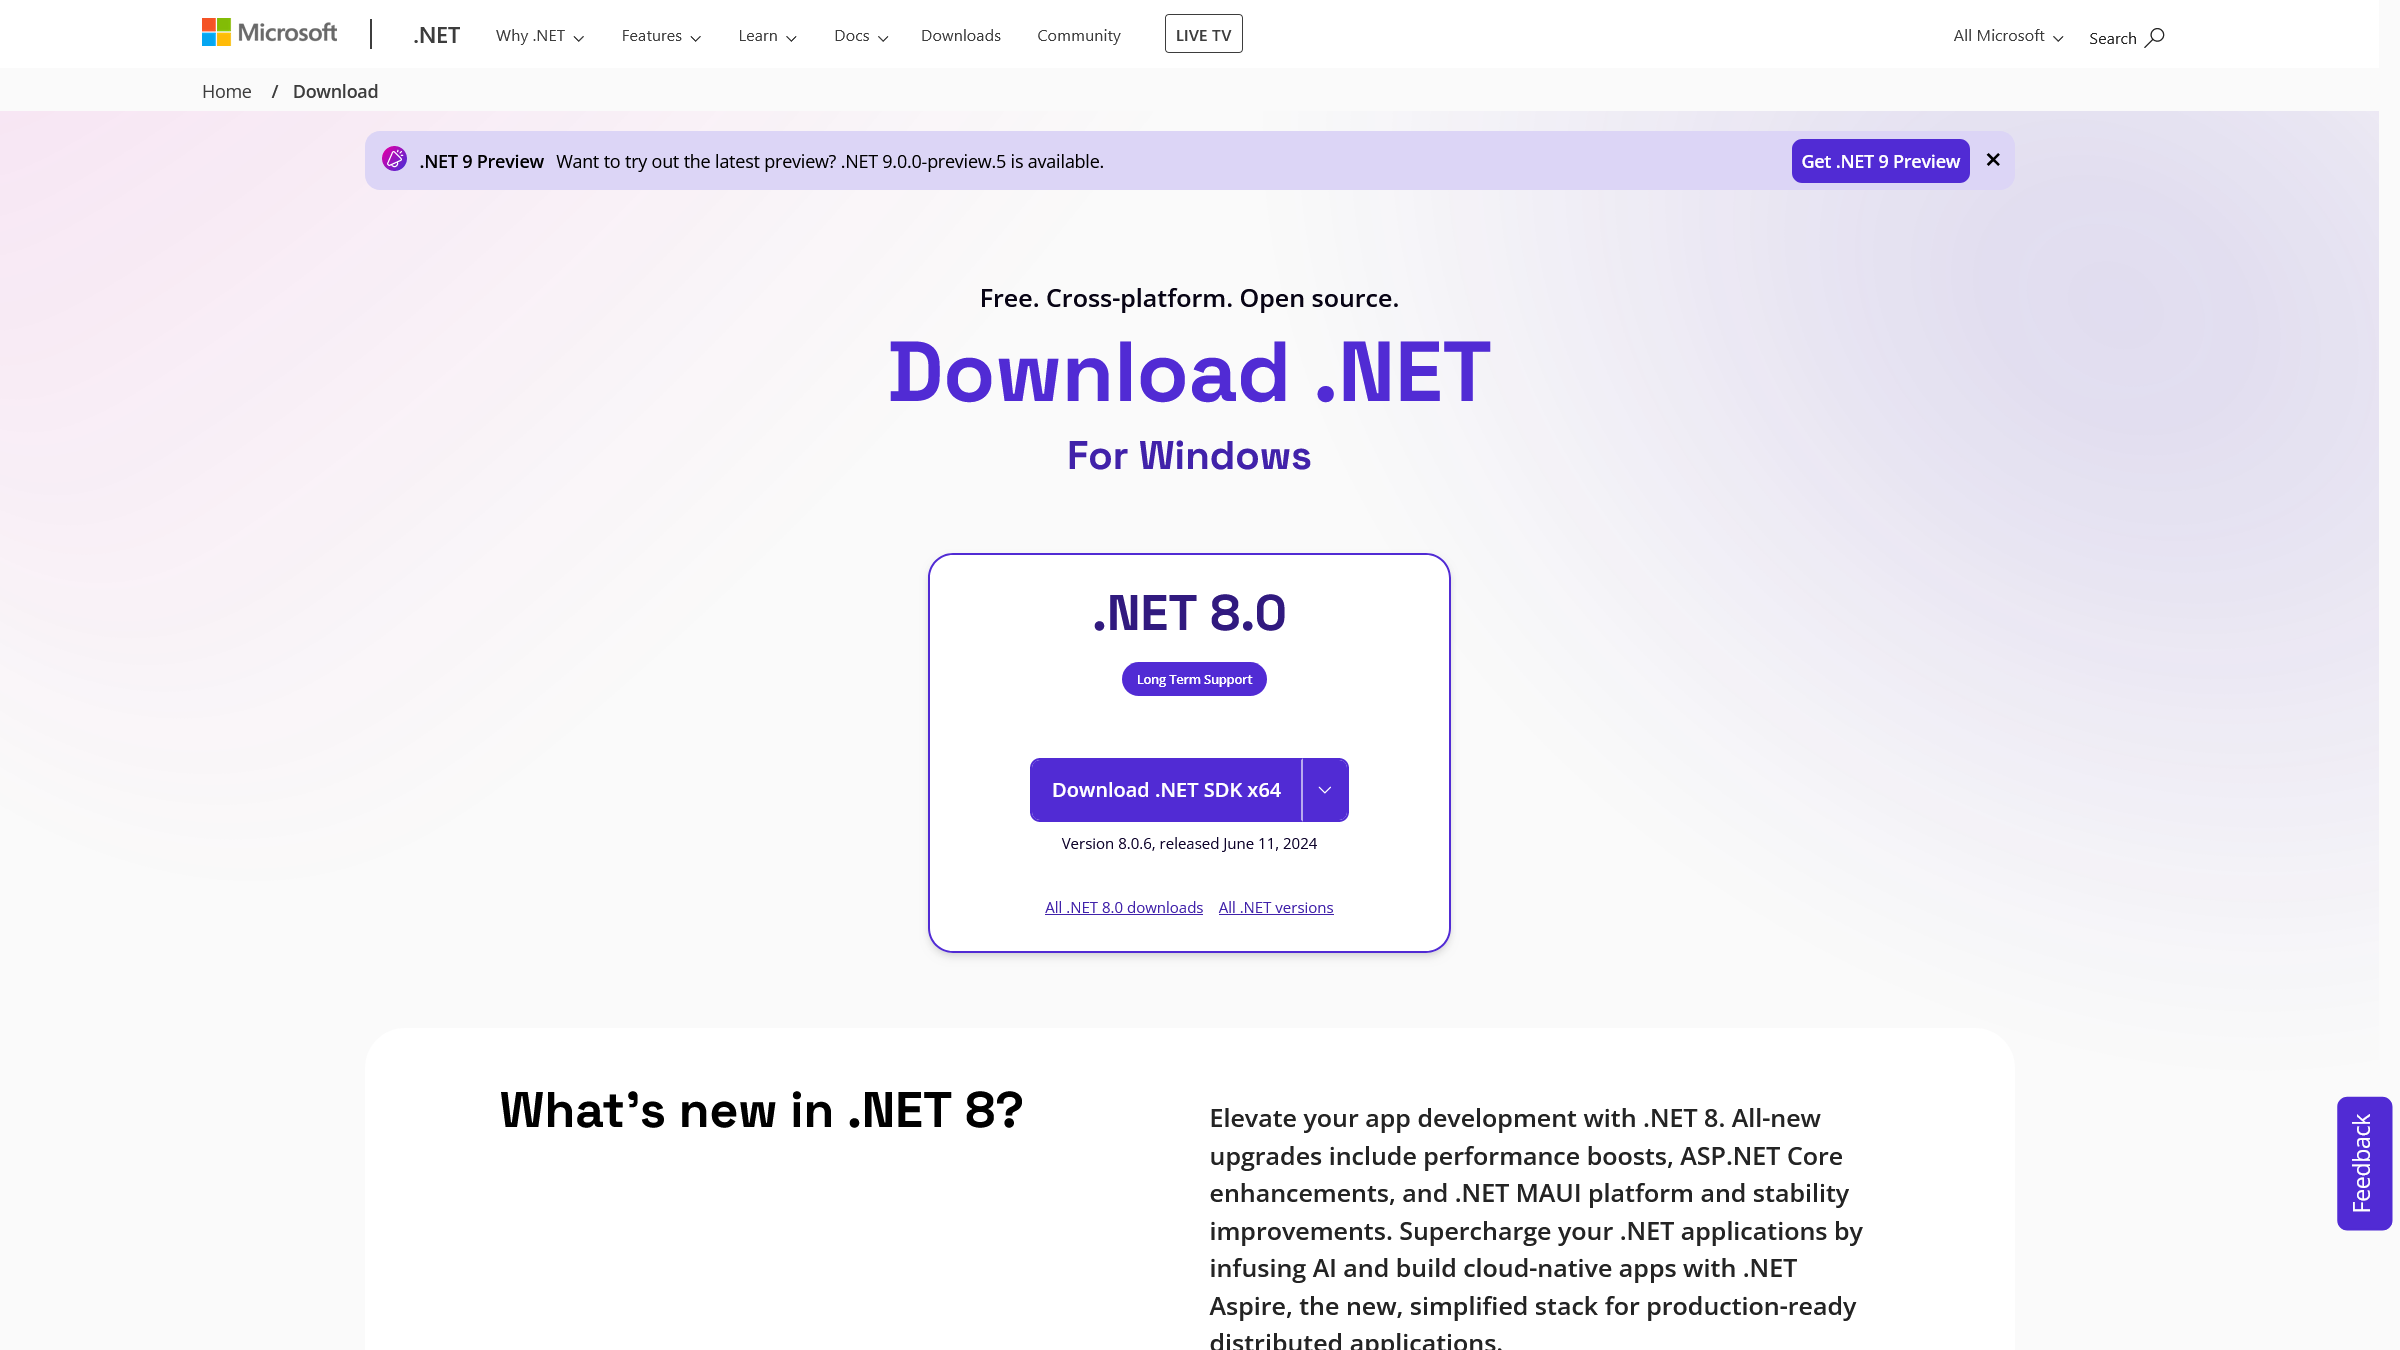 Microsoft .NET Why .NET Features Learn Docs Downloads Community LIVE TV All Microsoft Search
Home / Download
.NET 9 Preview Want to try out the latest preview? .NET 9.0.0-preview.5 is available. Get .NET 9 Preview
Free. Cross-platform. Open source.
Download .NET
For Windows
.NET 8.0
Long Term Support
Download .NET SDK x64
Version 8.0.6, released June 11, 2024
All .NET 8.0 downloads All .NET versions
What's new in .NET 8?
Elevate your app development with .NET 8. All-new
upgrades include performance boosts, ASP.NET Core
enhancements, and .NET MAUI platform and stability
improvements. Supercharge your .NET applications by
infusing AI and build cloud-native apps with .NET
Aspire, the new, simplified stack for production-ready
distributed applications.
Feedback